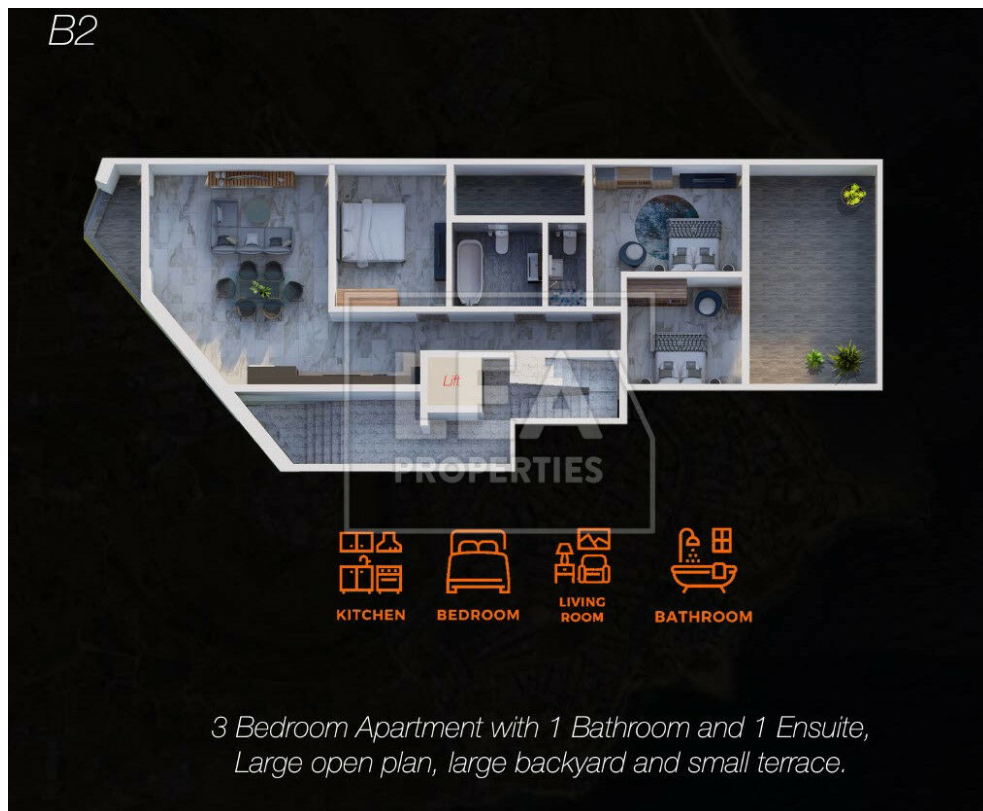 B2
Lift
LEA
PROPERTIES
KITCHEN
BEDROOM
LIVING
ROOM
BATHROOM
3 Bedroom Apartment with 1 Bathroom and 1 Ensuite,
Large open plan, large backyard and small terrace.